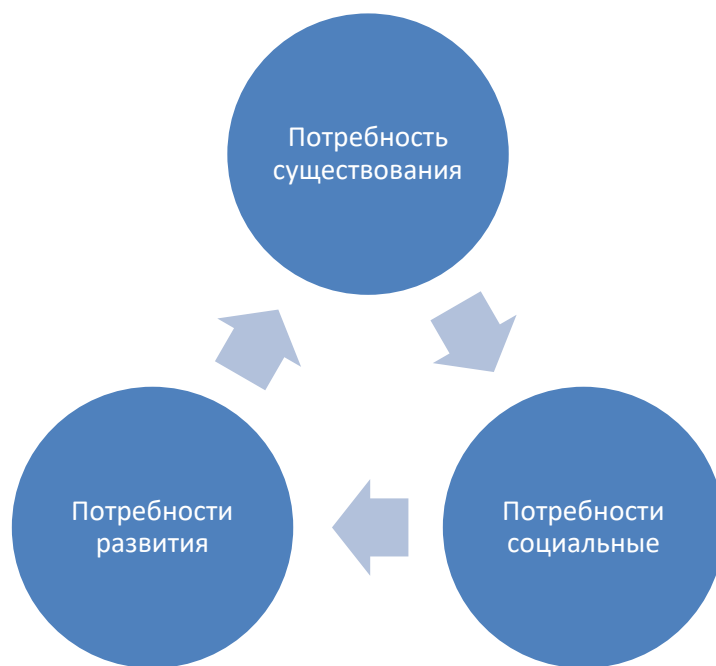 Потребность
существования
Потребности
развития
Потребности
социальные